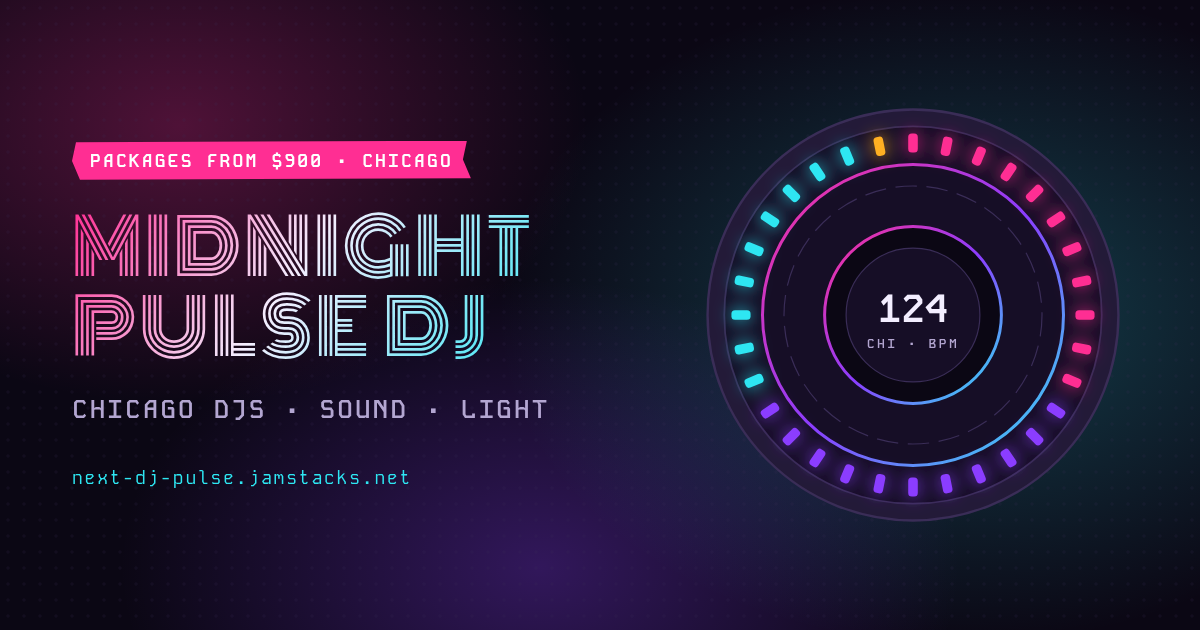 PACKAGES FROM $900 · CHICAGO
MIDNIGHT
PULSE DJ
CHICAGO DJS · SOUND · LIGHT
next-dj-pulse.jamstacks.net
124
CHI · BPM